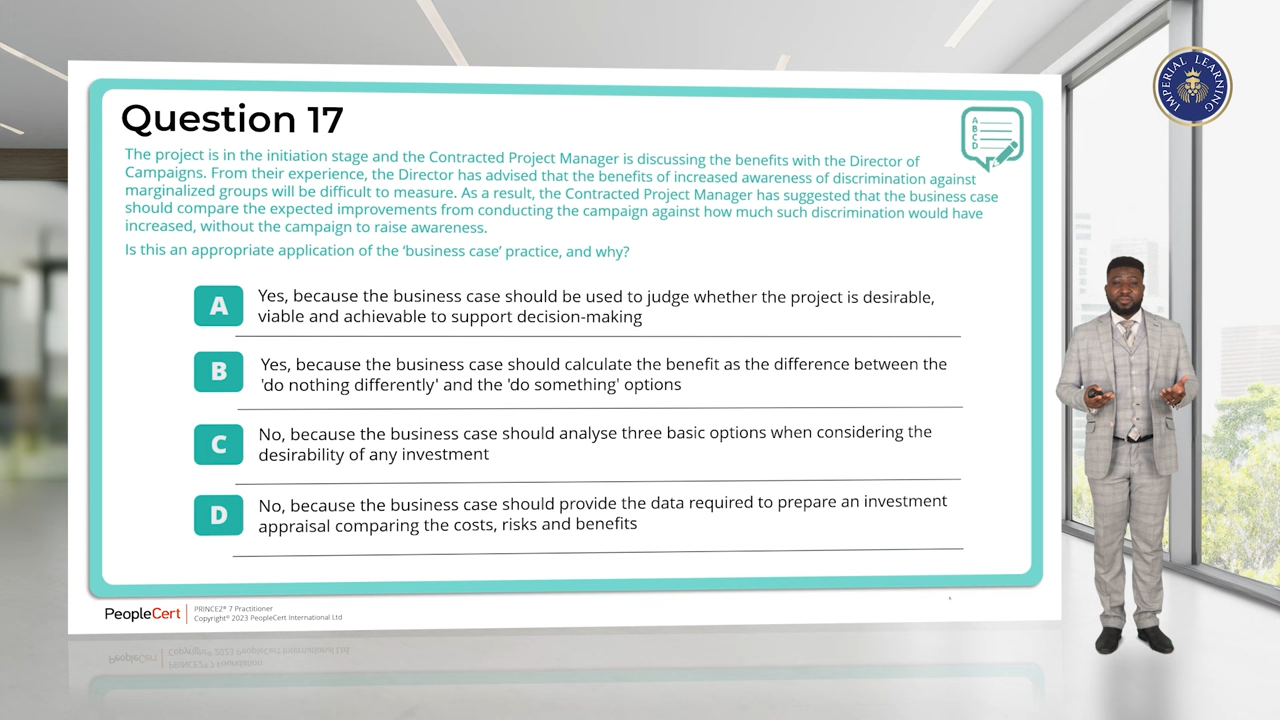 Question 17
A
B
C
D
The project is in the initiation stage and the Contracted Project Manager is discussing the benefits with the Director of
Campaigns. From their experience, the Director has advised that the benefits of increased awareness of discrimination against
marginalized groups will be difficult to measure. As a result, the Contracted Project Manager has suggested that the business case
should compare the expected improvements from conducting the campaign against how much such discrimination would have
increased, without the campaign to raise awareness.
Is this an appropriate application of the ‘business case’ practice, and why?
A
Yes, because the business case should be used to judge whether the project is desirable,
viable and achievable to support decision-making
B
Yes, because the business case should calculate the benefit as the difference between the
'do nothing differently' and the 'do something' options
C
No, because the business case should analyse three basic options when considering the
desirability of any investment
D
No, because the business case should provide the data required to prepare an investment
appraisal comparing the costs, risks and benefits
PeopleCert
PRINCE2® 7 Practitioner
Copyright® 2023 PeopleCert International Ltd
PeopleCert
Copyright® 2023 PeopleCert International Ltd
PRINCE2® 7 Foundation
IMPERIAL LEARNING